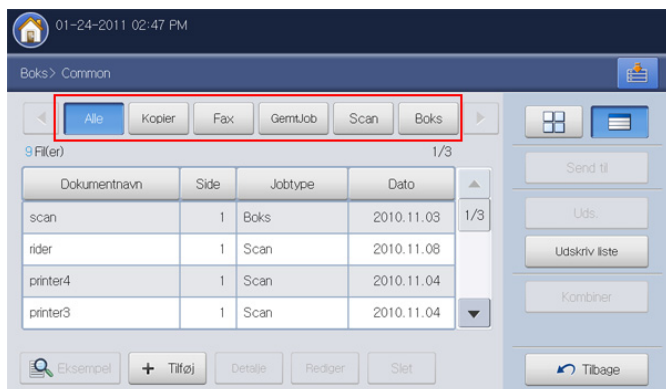 01-24-2011 02:47 PM
Boks> Common
Alle Kopier Fax GemtJob Scan Boks
9 Fil(er) 1/3
Dokumentnavn Side Jobtype Dato
scan 1 Boks 2010.11.03 1/3
rider 1 Scan 2010.11.08
printer4 1 Scan 2010.11.04
printer3 1 Scan 2010.11.04
Eksempel + Tilføj Detalje Rediger Slet
Send til
Uds.
Udskriv liste
Kombiner
Tilbage